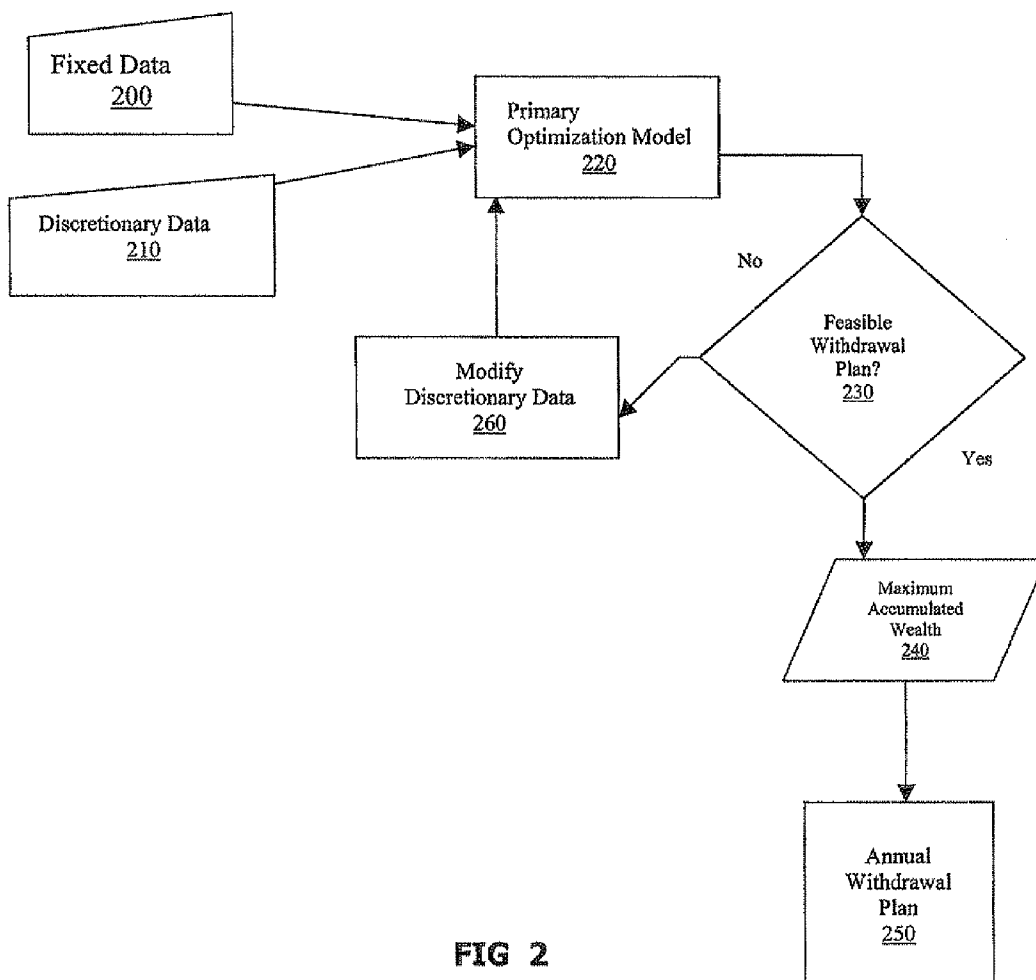 Fixed Data
200
Primary
Optimization Model
220
Discretionary Data
210
No
Feasible
Withdrawal
Plan?
230
Modify
Discretionary Data
260
Yes
Maximum
Accumulated
Wealth
240
Annual
Withdrawal
Plan
250
FIG 2